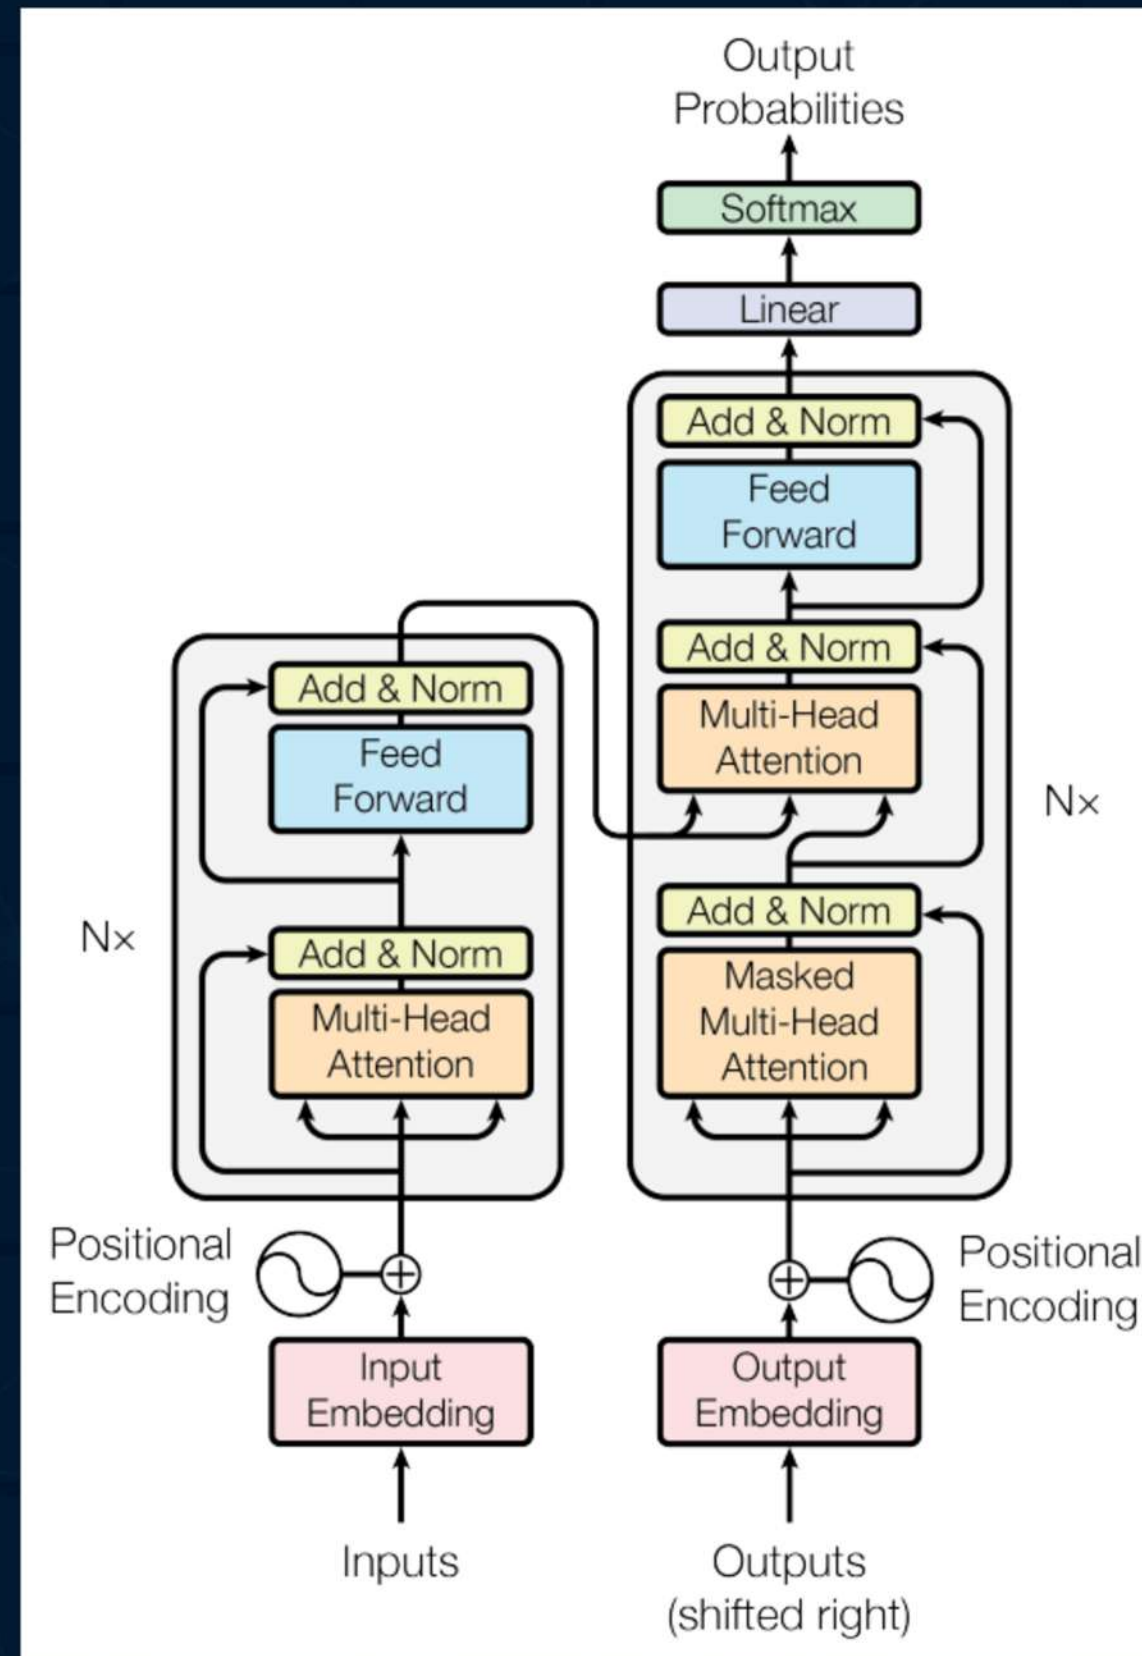 Output
Probabilities
Softmax
Linear
Add & Norm
Feed
Forward
Add & Norm
Multi-Head
Attention
Add & Norm
Masked
Multi-Head
Attention
Nx
Add & Norm
Feed
Forward
Add & Norm
Multi-Head
Attention
Nx
Positional
Encoding
Positional
Encoding
Input
Embedding
Output
Embedding
Inputs
Outputs
(shifted right)